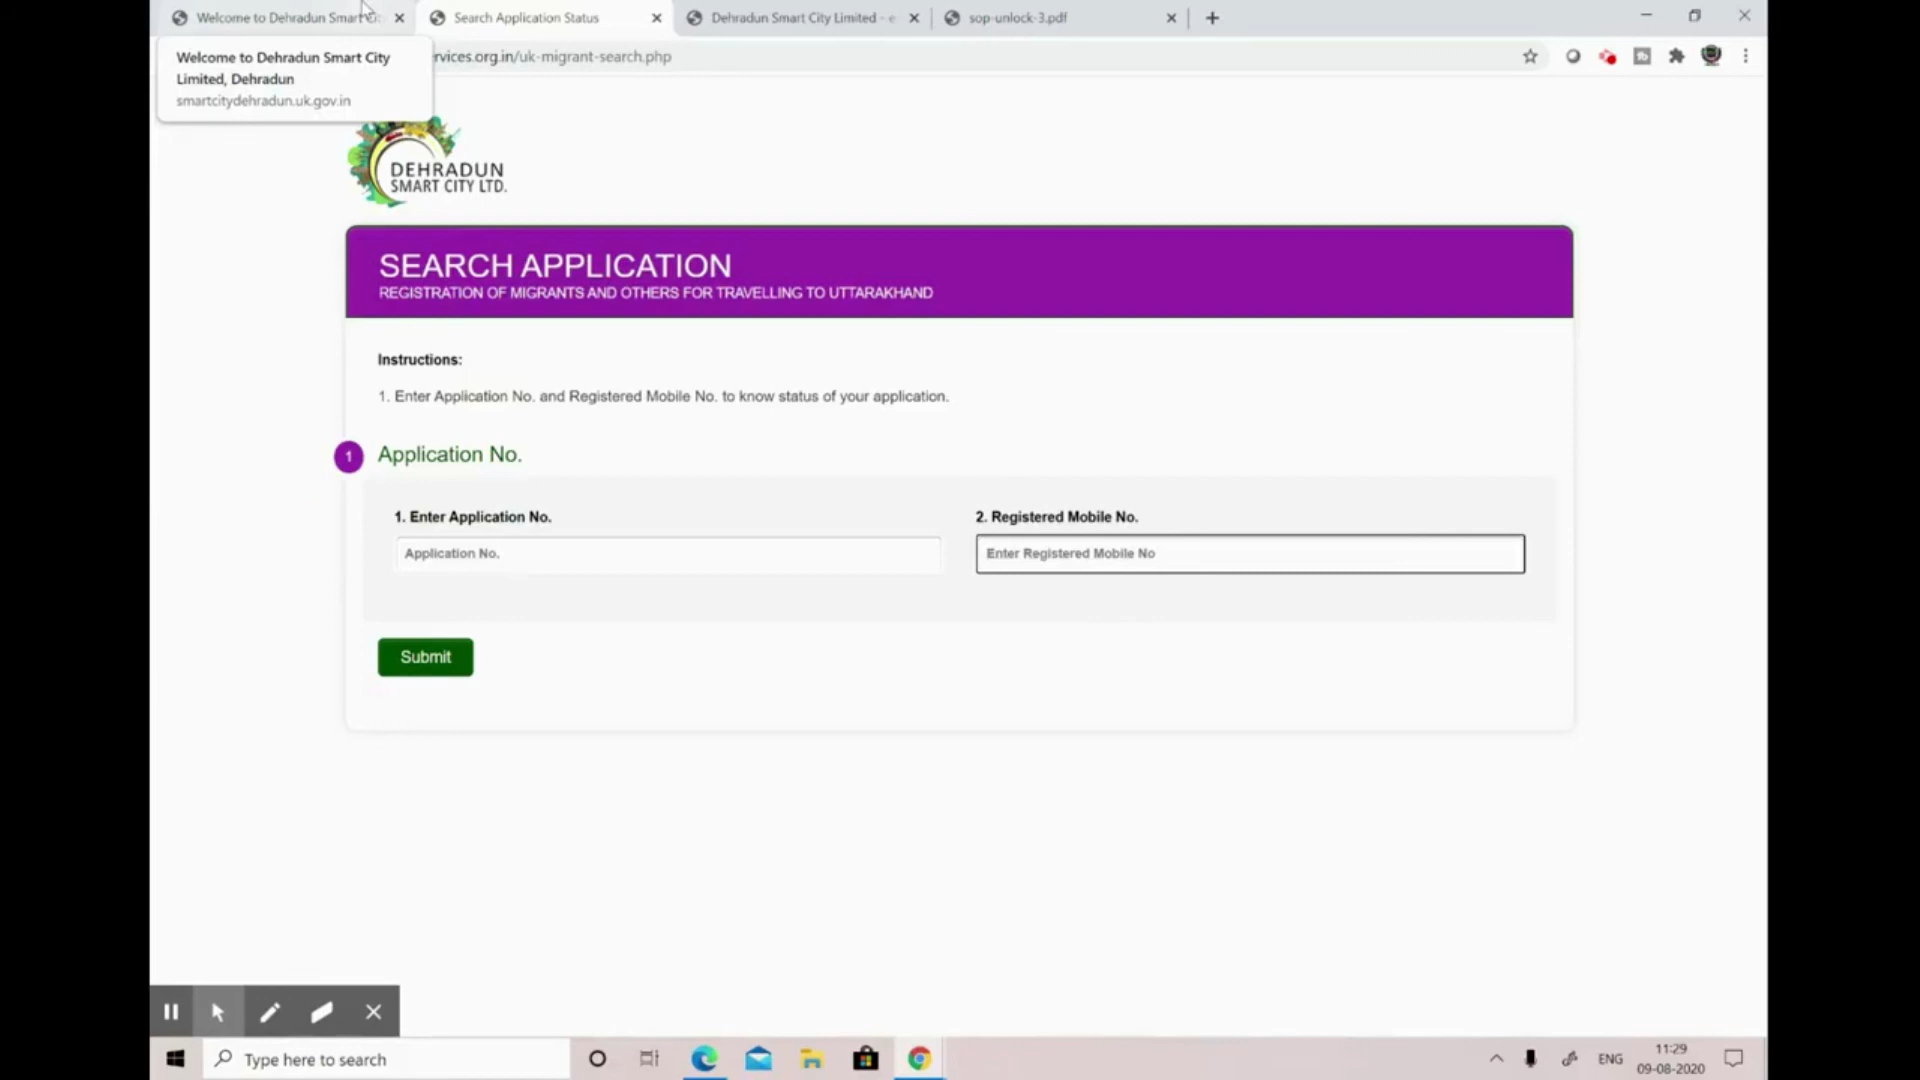 Welcome to Dehradun Smart
Search Application Status
Dehradun Smart City Limited - e
sop-unlock-3.pdf
Welcome to Dehradun Smart City
Limited, Dehradun
smartcitydehradun.uk.gov.in
rvices.org.in/uk-migrant-search.php
DEHRADUN
SMART CITY LTD.
SEARCH APPLICATION
REGISTRATION OF MIGRANTS AND OTHERS FOR TRAVELLING TO UTTARAKHAND
Instructions:
1. Enter Application No. and Registered Mobile No. to know status of your application.
1 Application No.
1. Enter Application No.
2. Registered Mobile No.
Application No.
Enter Registered Mobile No
Submit
Type here to search
ENG
11:29
09-08-2020